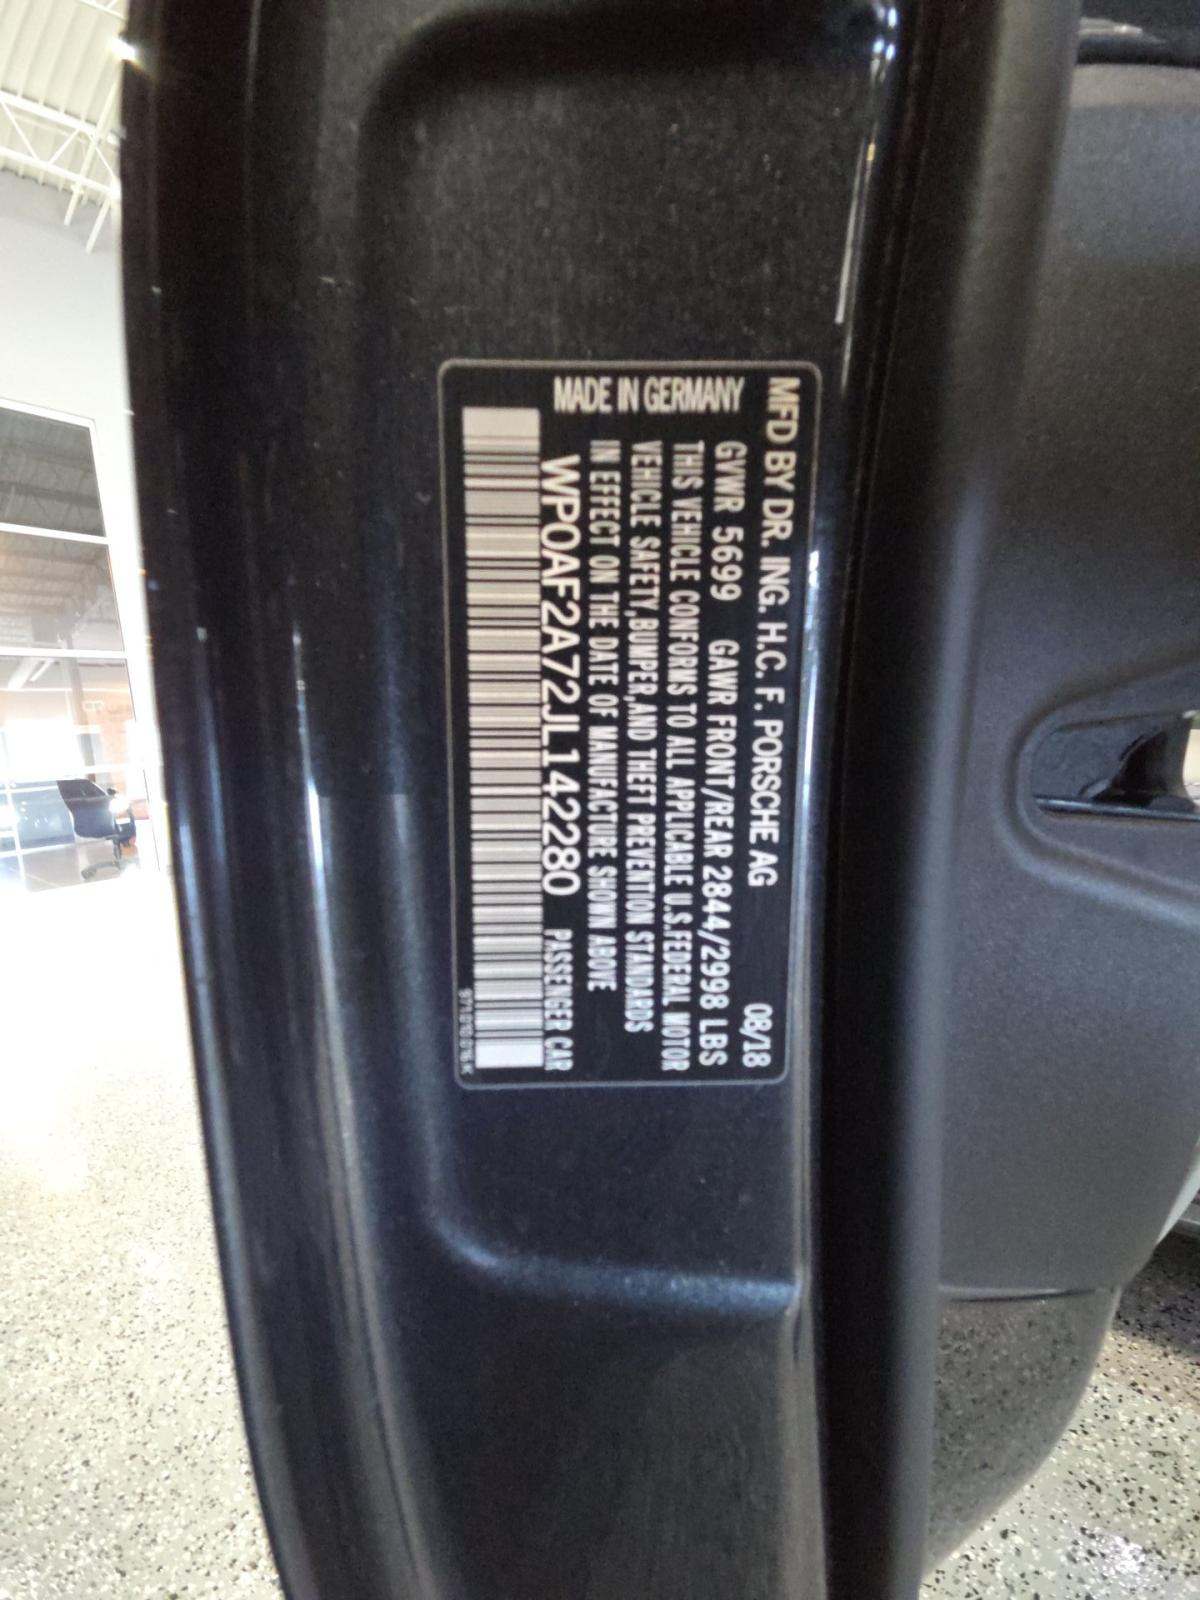 MFD BY DR. ING. H.C. F. PORSCHE AG 08/18
MADE IN GERMANY
GVWR 5699 GAWR FRONT/REAR 2844/2998 LBS
THIS VEHICLE CONFORMS TO ALL APPLICABLE U.S.FEDERAL MOTOR
VEHICLE SAFETY,BUMPER,AND THEFT PREVENTION STANDARDS
IN EFFECT ON THE DATE OF MANUFACTURE SHOWN ABOVE
WP0AF2A72JL142280 PASSENGER CAR